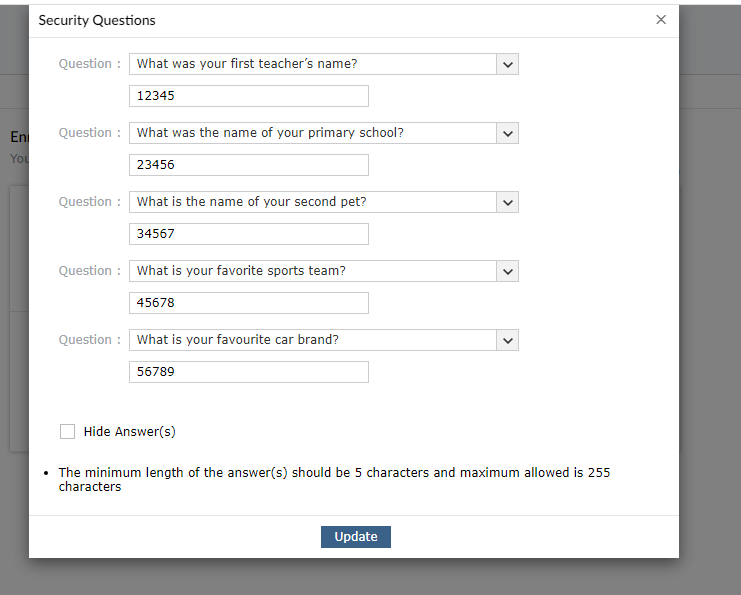 Security Questions
Question : What was your first teacher's name?
12345
Question : What was the name of your primary school?
23456
Question : What is the name of your second pet?
34567
Question : What is your favorite sports team?
45678
Question : What is your favourite car brand?
56789
Hide Answer(s)
• The minimum length of the answer(s) should be 5 characters and maximum allowed is 255
characters
Update
En
You